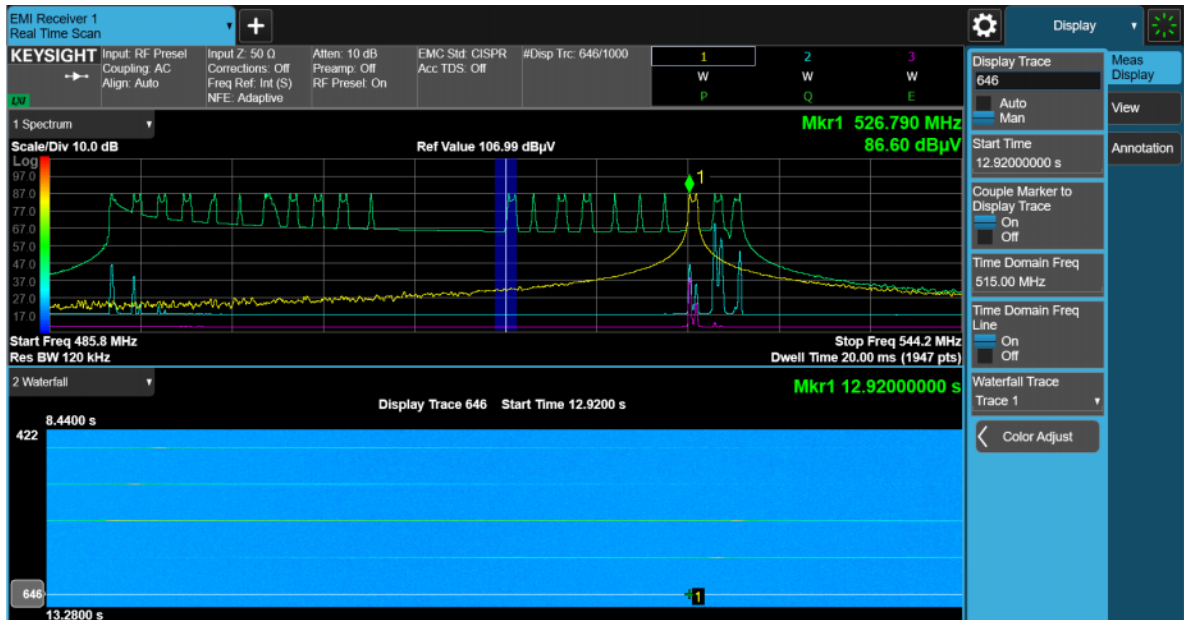 EMI Receiver 1
Real Time Scan
+
Display
KEYSIGHT
Input: RF Presel
Coupling: AC
Align: Auto
Input Z: 50 Ω
Corrections: Off
Freq Ref: Int (S)
NFE: Adaptive
Atten: 10 dB
Preamp: Off
RF Presel: On
EMC Std: CISPR
Acc TDS: Off
#Disp Trc: 646/1000
1 2 3
W W W
P Q E
LXI
1 Spectrum
Mkr1 526.790 MHz
86.60 dBµV
Scale/Div 10.0 dB
Ref Value 106.99 dBµV
Log
97.0
87.0
77.0
67.0
57.0
47.0
37.0
27.0
17.0
1
Start Freq 485.8 MHz
Res BW 120 kHz
Stop Freq 544.2 MHz
Dwell Time 20.00 ms (1947 pts)
2 Waterfall
Mkr1 12.92000000 s
Display Trace 646 Start Time 12.9200 s
8.4400 s
422
646
1
13.2800 s
Display Trace
646
Auto
Man
Start Time
12.92000000 s
Couple Marker to
Display Trace
On
Off
Time Domain Freq
515.00 MHz
Time Domain Freq
Line
On
Off
Waterfall Trace
Trace 1
Color Adjust
Meas
Display
View
Annotation